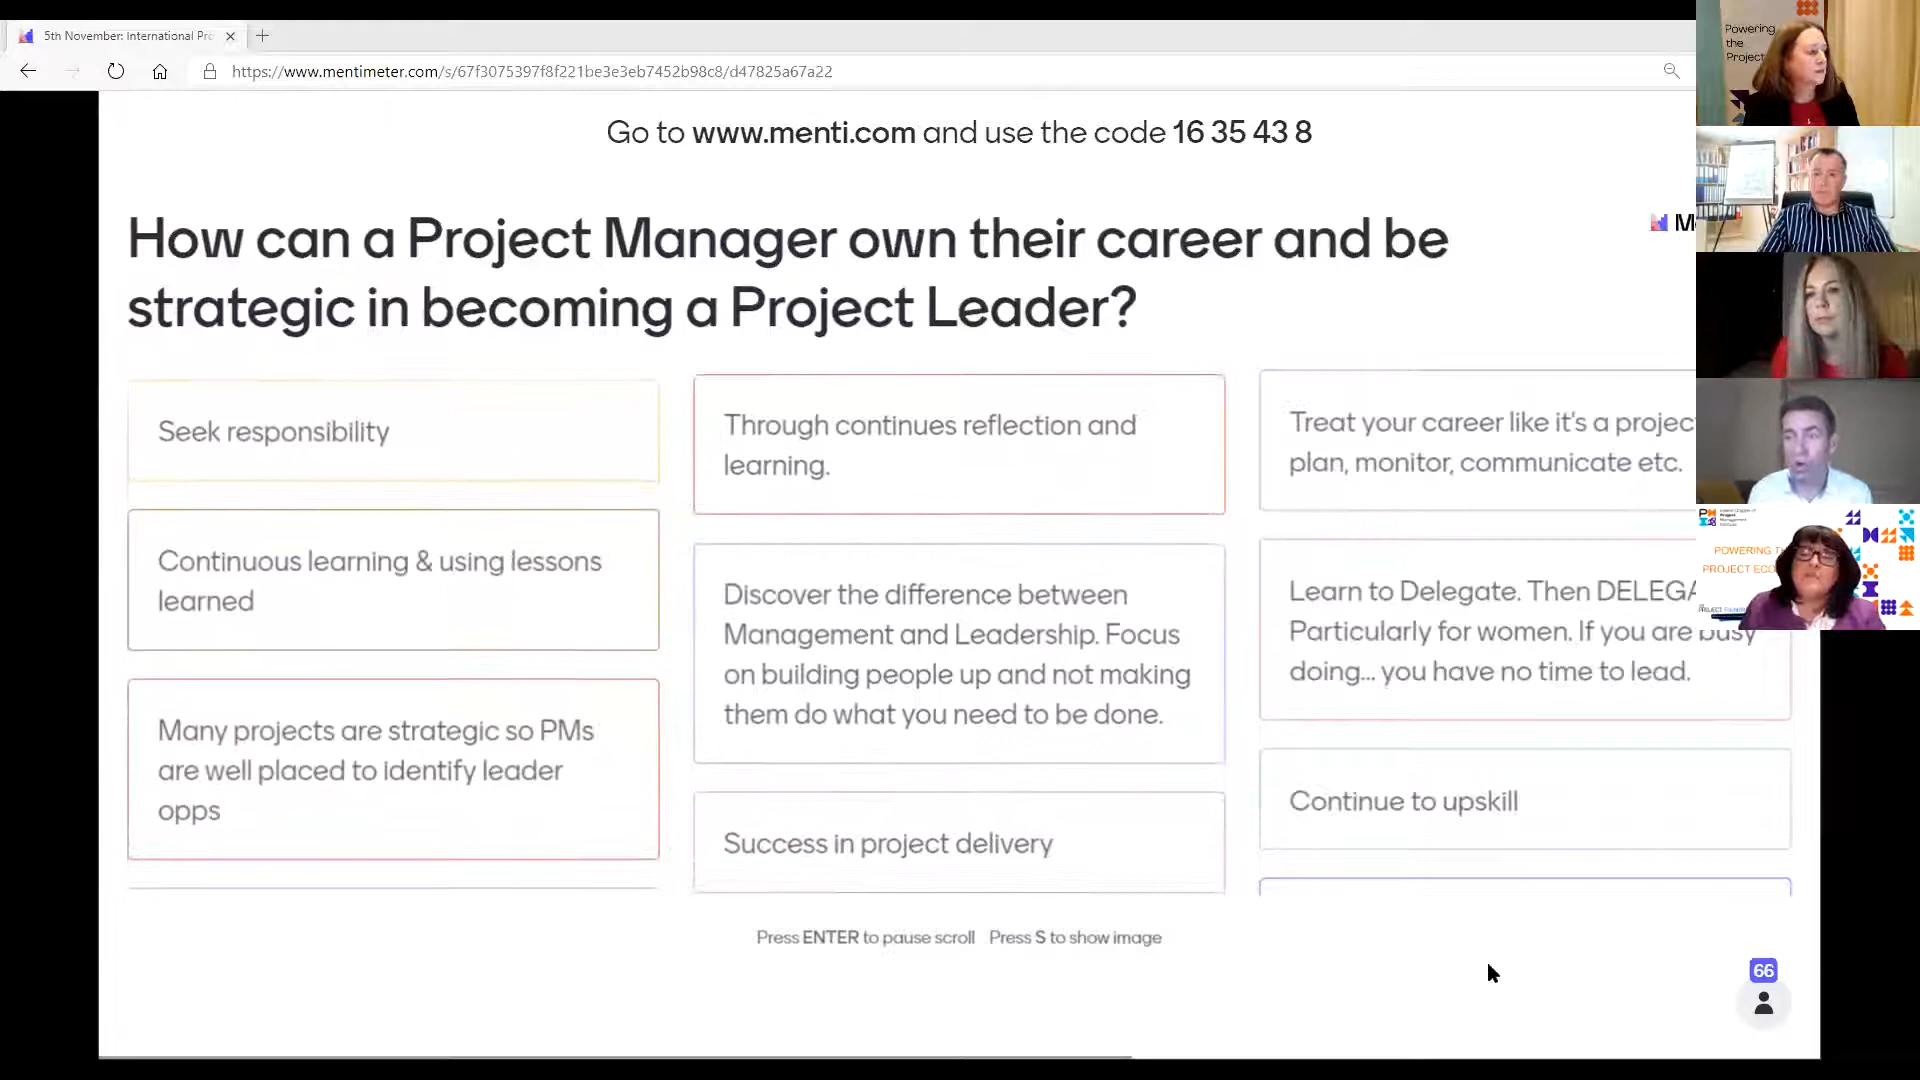 5th November: International Pro
https://www.mentimeter.com/s/67f3075397f8f221be3e3eb7452b98c8/d47825a67a22
Go to www.menti.com and use the code 16 35 43 8
How can a Project Manager own their career and be
strategic in becoming a Project Leader?
M
Seek responsibility
Continuous learning & using lessons
learned
Many projects are strategic so PMs
are well placed to identify leader
opps
Through continues reflection and
learning.
Discover the difference between
Management and Leadership. Focus
on building people up and not making
them do what you need to be done.
Success in project delivery
Treat your career like it's a projec
plan, monitor, communicate etc.
Learn to Delegate. Then DELEGA
Particularly for women. If you are busy
doing... you have no time to lead.
Continue to upskill
Press ENTER to pause scroll Press S to show image
66
Powering
the
Project
POWERING TH
PROJECT ECO